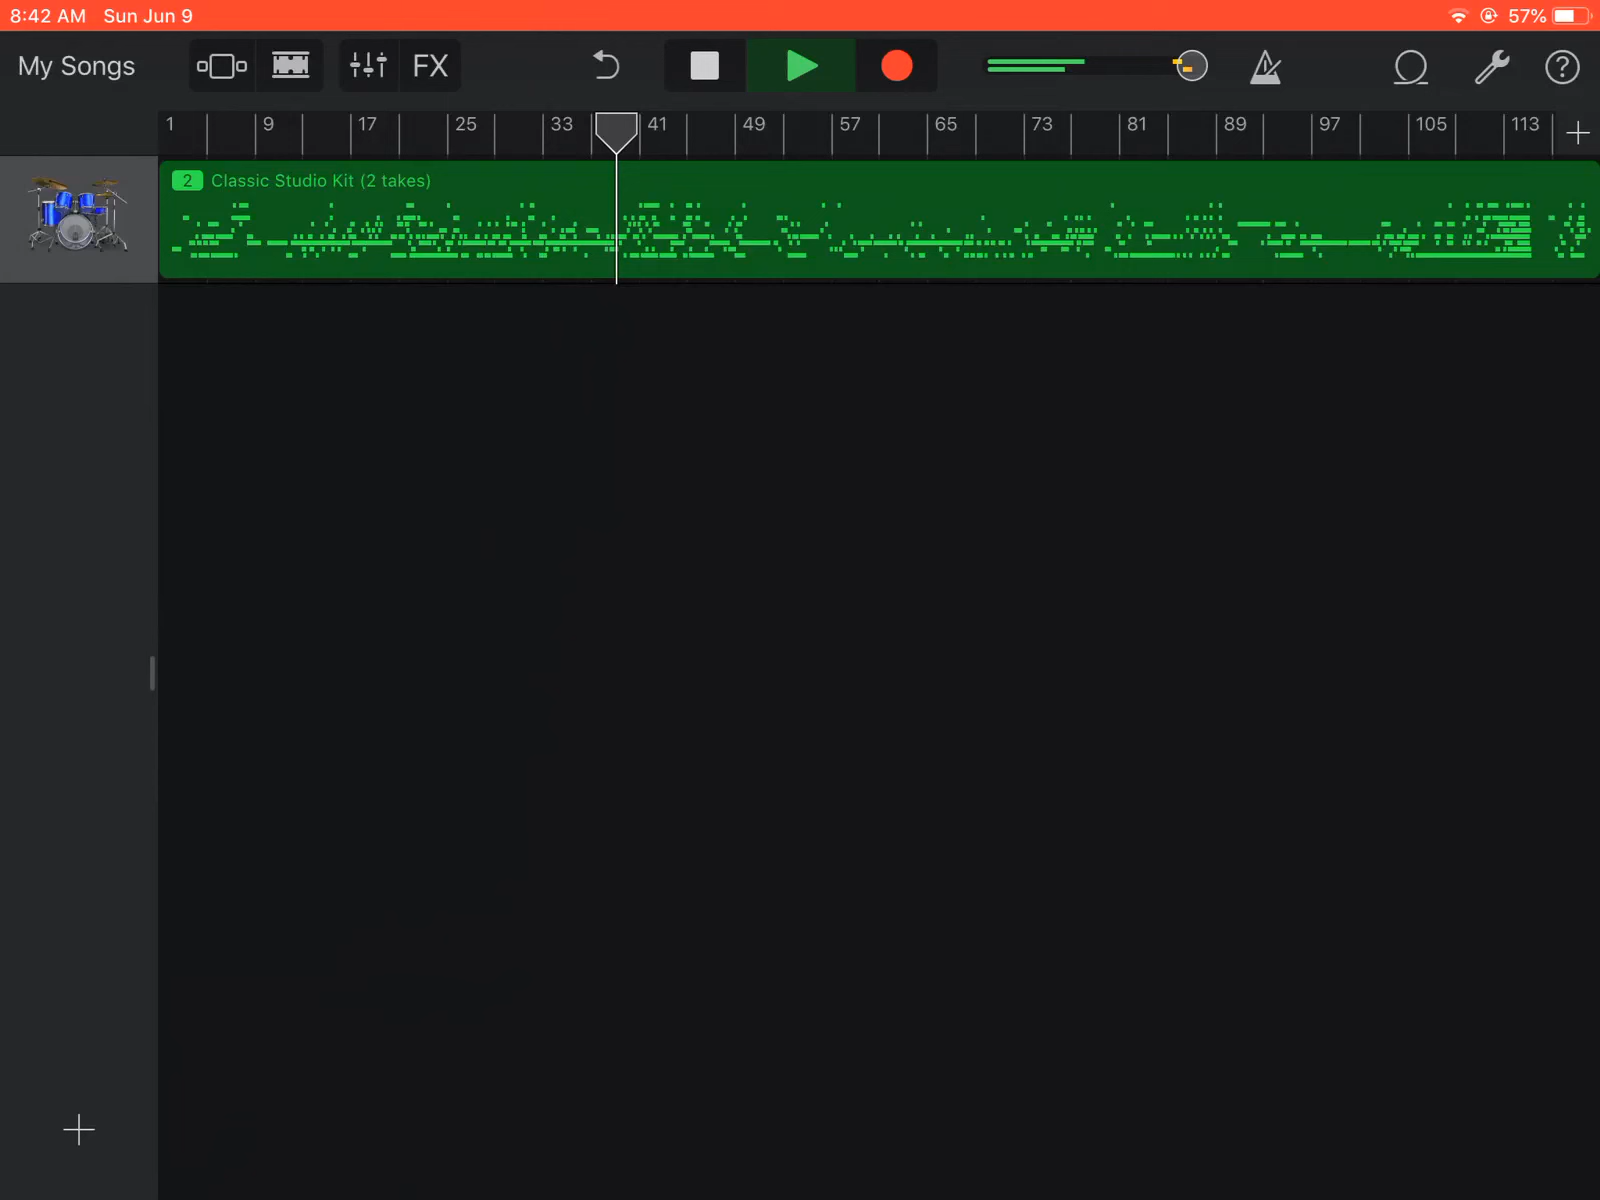 8:42 AM Sun Jun 9 57%
My Songs FX ?
1 9 17 25 33 41 49 57 65 73 81 89 97 105 113
2 Classic Studio Kit (2 takes)